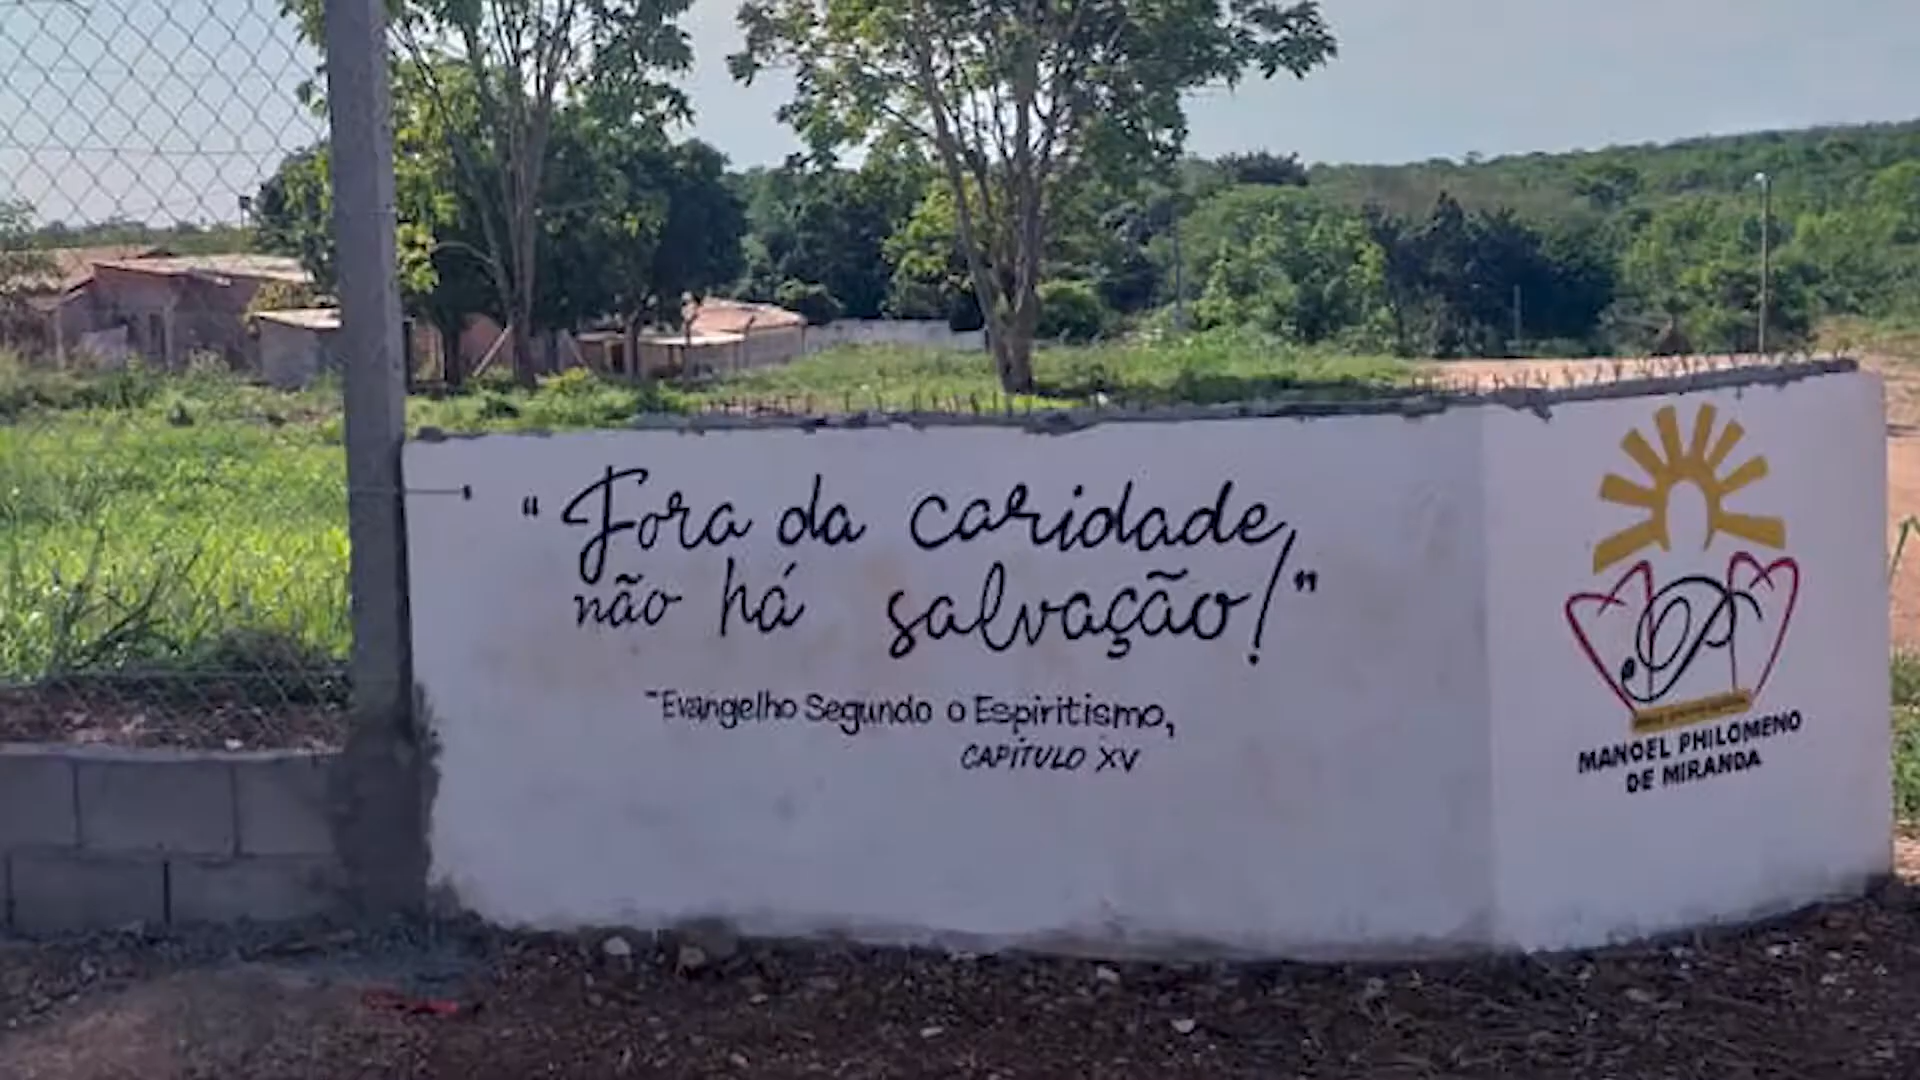 "Fora da caridade,
não há salvação!"
Evangelho Segundo o Espiritismo,
CAPÍTULO XV
MANOEL PHILOMENO
DE MIRANDA